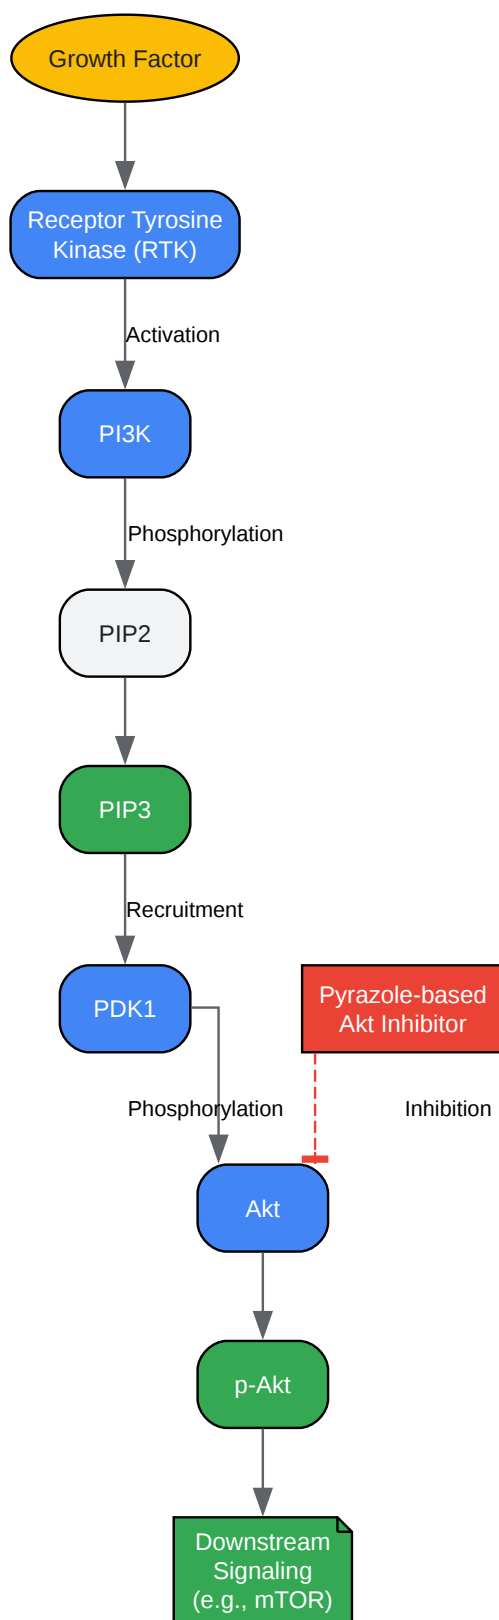 Growth Factor
Receptor Tyrosine
Kinase (RTK)
Activation
PI3K
Phosphorylation
PIP2
PIP3
Recruitment
PDK1
Pyrazole-based
Akt Inhibitor
Phosphorylation
Inhibition
Akt
p-Akt
Downstream
Signaling
(e.g., mTOR)